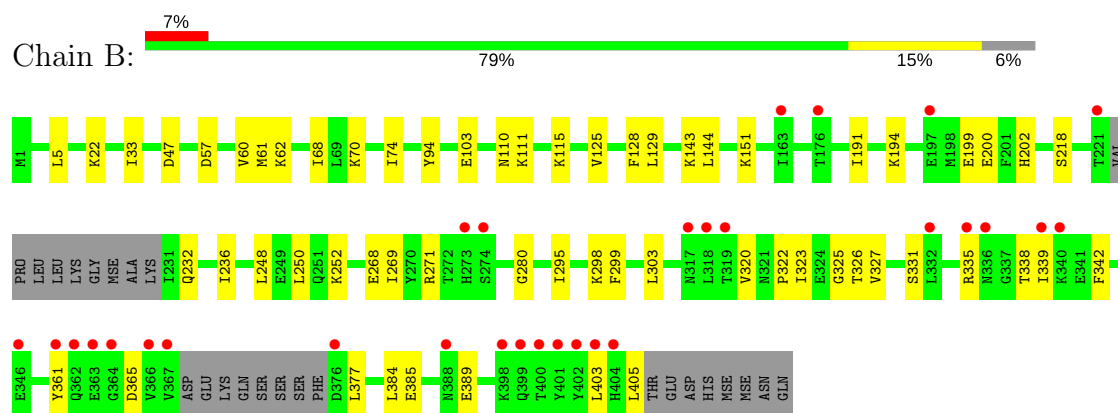 7%
Chain B:
79% 15% 6%
M1 L5 K22 I33 D47 D57 V60 M61 K62 I68 L69 K70 I74 Y94 E103 N110 K111 K115 V125 F128 L129 K143 L144 K151 I163 T176 I191 K194 E197 M198 E199 E200 F201 H202 S218 T221 VAL
PRO LEU LEU LYS GLY MSE ALA LYS I231 Q232 I236 L248 E249 L250 Q251 K252 E268 I269 Y270 R271 T272 H273 S274 G280 I295 K298 F299 L303 N317 L318 T319 V320 N321 P322 I323 E324 G325 T326 V327 S331 L332 R335 N336 G337 T338 I339 K340 E341 F342
E346 Y361 Q362 E363 G364 D365 V366 V367 ASP GLU LYS GLN SER SER SER PHE D376 L377 L384 E385 N388 E389 K398 Q399 T400 Y401 Y402 L403 H404 L405 THR GLU ASP HIS MSE MSE ASN GLN